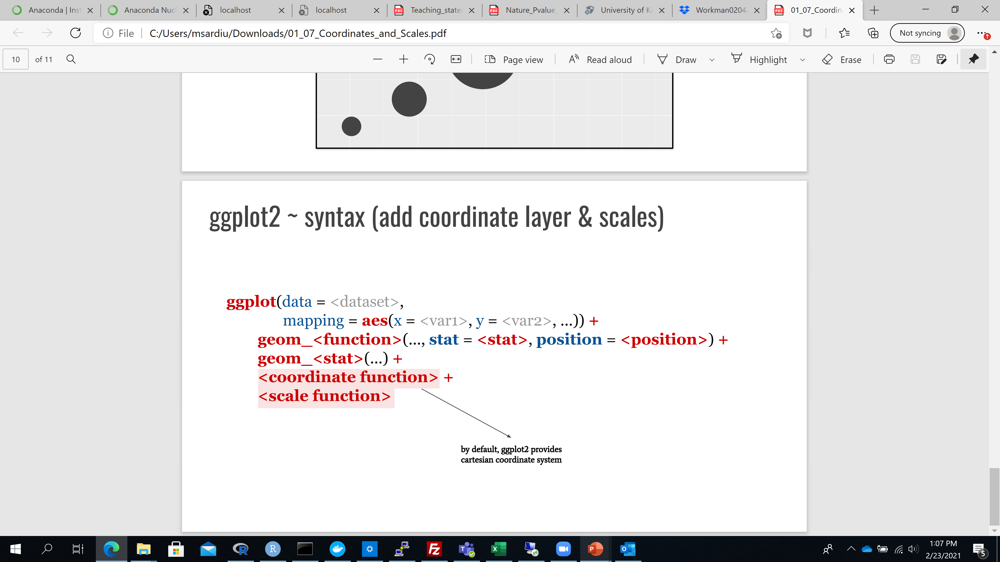 Anaconda | Inst
Anaconda Nucl
localhost
localhost
Teaching_state
Nature_Pvalue_
University of Ka
Workman0204
01_07_Coordin
File
C:/Users/msardiu/Downloads/01_07_Coordinates_and_Scales.pdf
Not syncing
10 of 11
Page view
Read aloud
Draw
Highlight
Erase
ggplot2 ~ syntax (add coordinate layer & scales)
ggplot(data = <dataset>,
mapping = aes(x = <var1>, y = <var2>, ...)) +
geom_<function>(..., stat = <stat>, position = <position>) +
geom_<stat>(...) +
<coordinate function> +
<scale function>
by default, ggplot2 provides
cartesian coordinate system
1:07 PM
2/23/2021
5